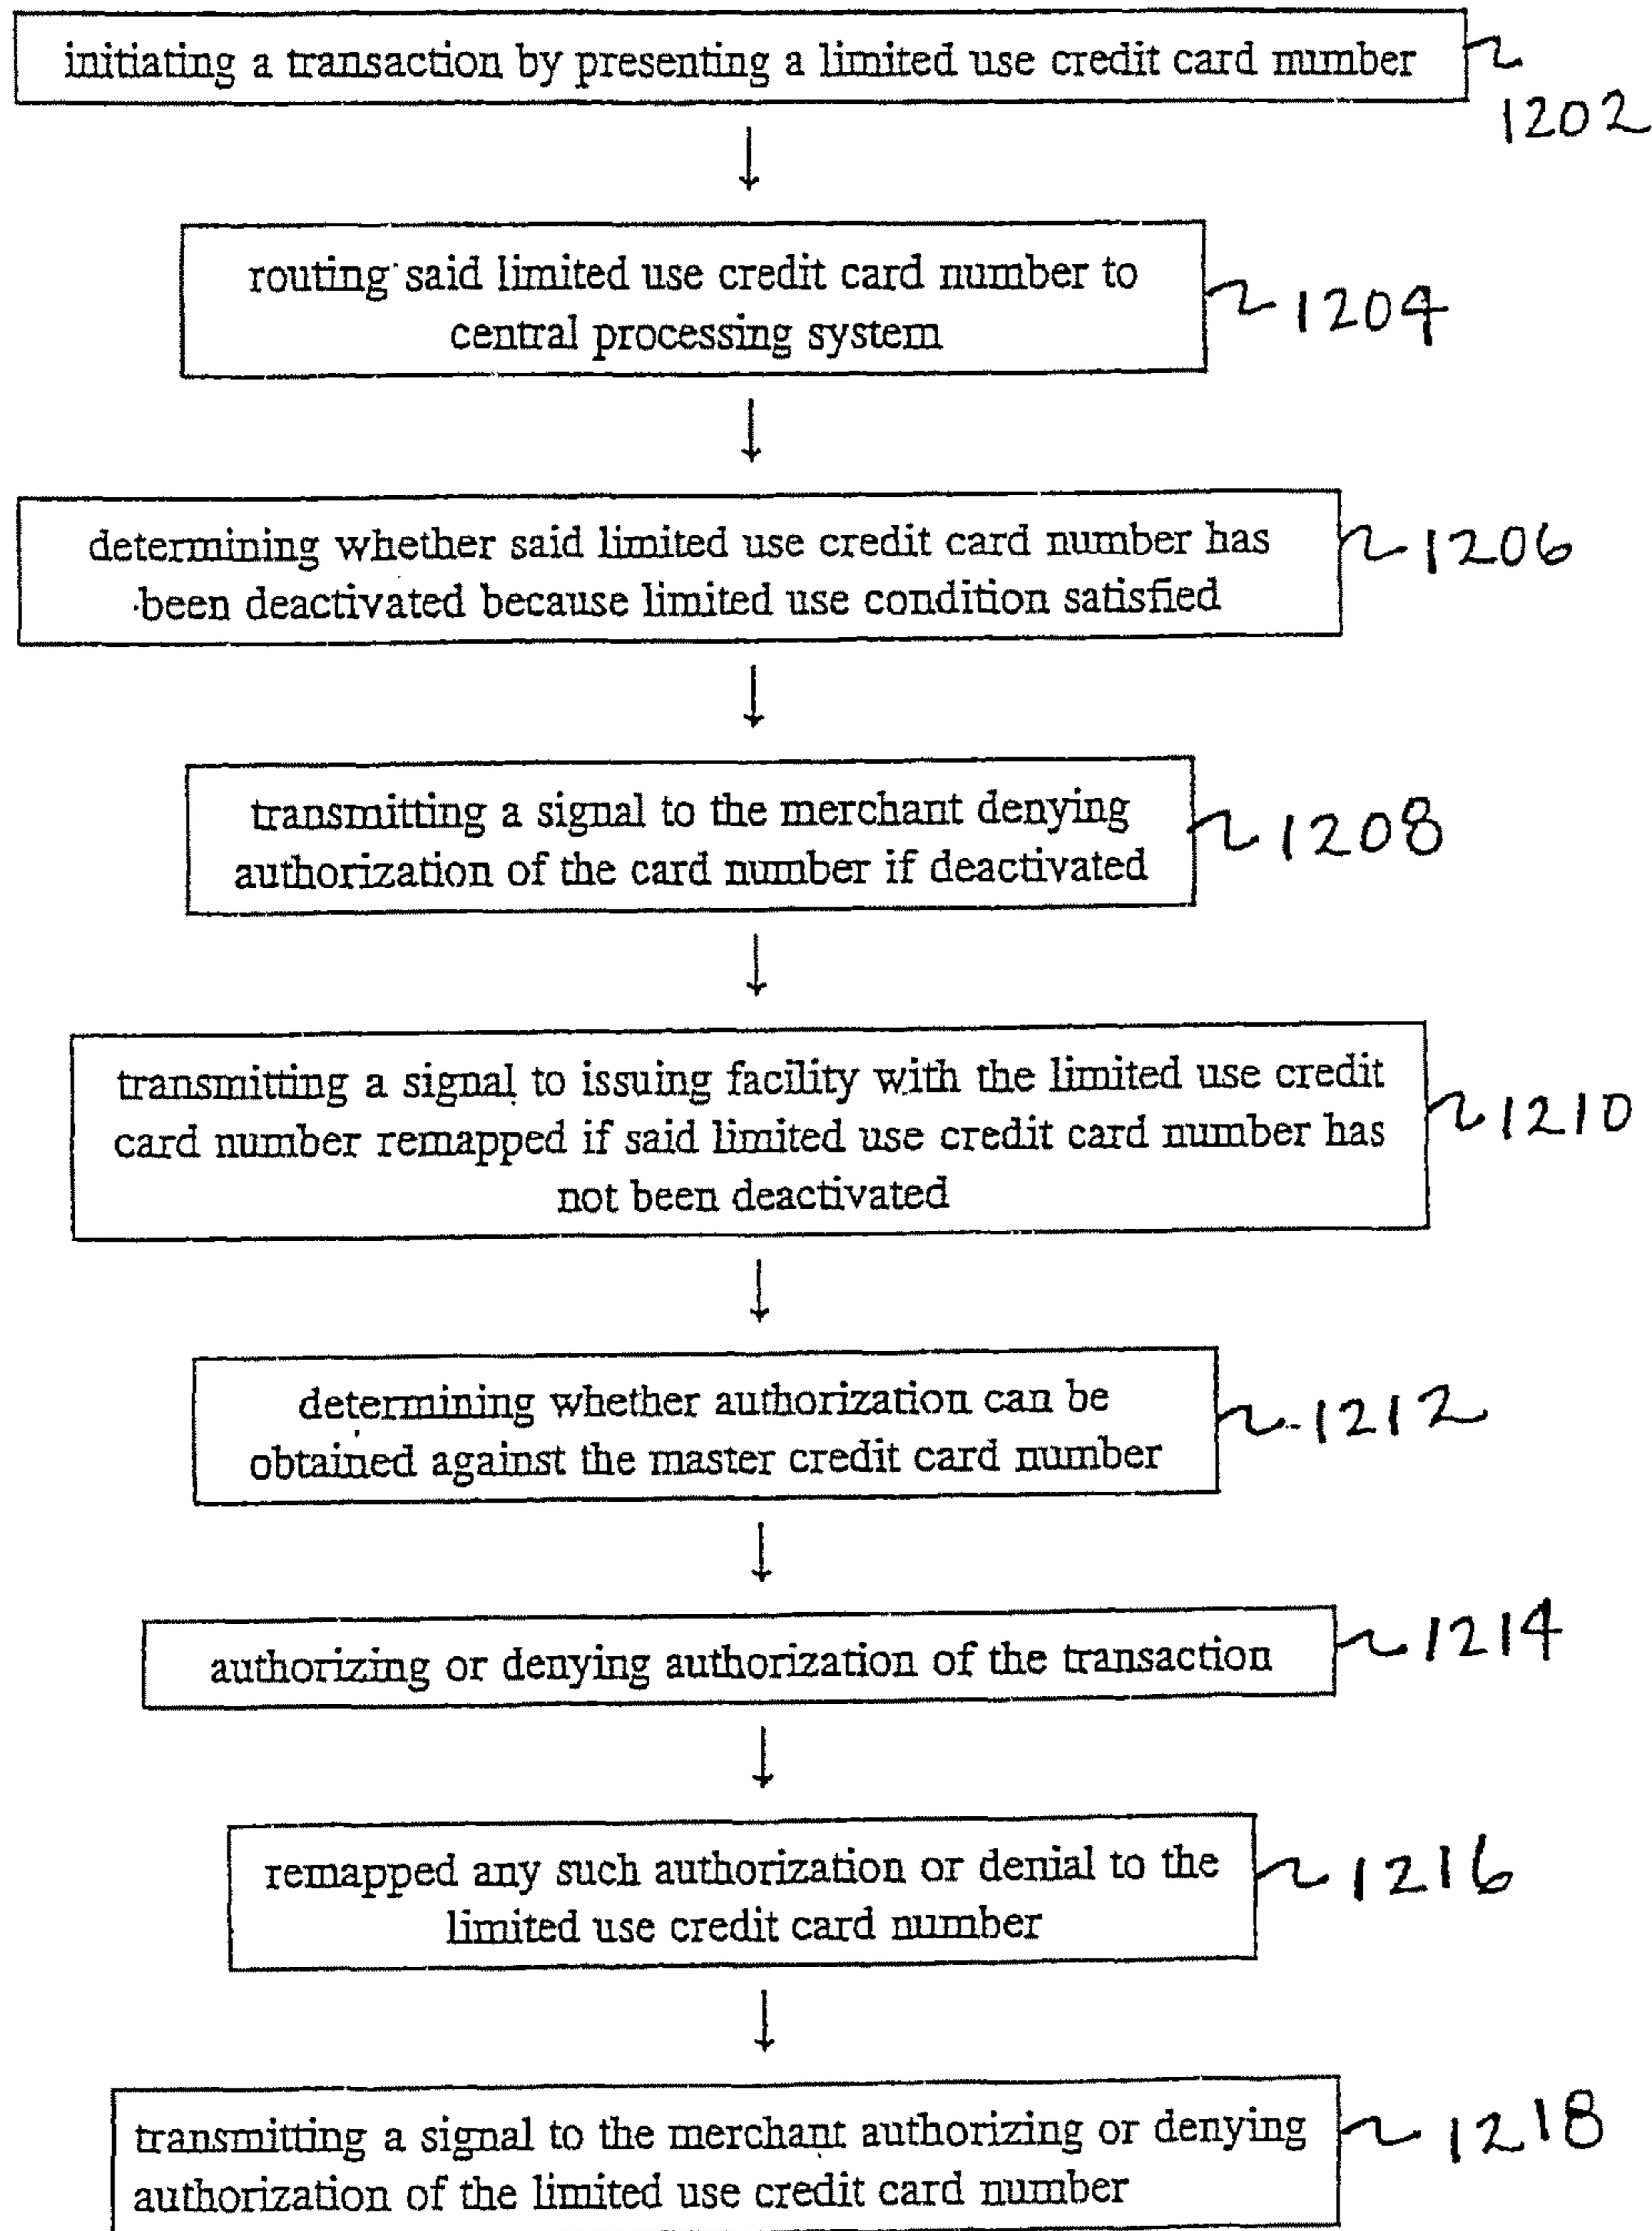 initiating a transaction by presenting a limited use credit card number
1202
routing said limited use credit card number to
central processing system
1204
determining whether said limited use credit card number has
been deactivated because limited use condition satisfied
1206
transmitting a signal to the merchant denying
authorization of the card number if deactivated
1208
transmitting a signal to issuing facility with the limited use credit
card number remapped if said limited use credit card number has
not been deactivated
1210
determining whether authorization can be
obtained against the master credit card number
1212
authorizing or denying authorization of the transaction
1214
remapped any such authorization or denial to the
limited use credit card number
1216
transmitting a signal to the merchant authorizing or denying
authorization of the limited use credit card number
1218